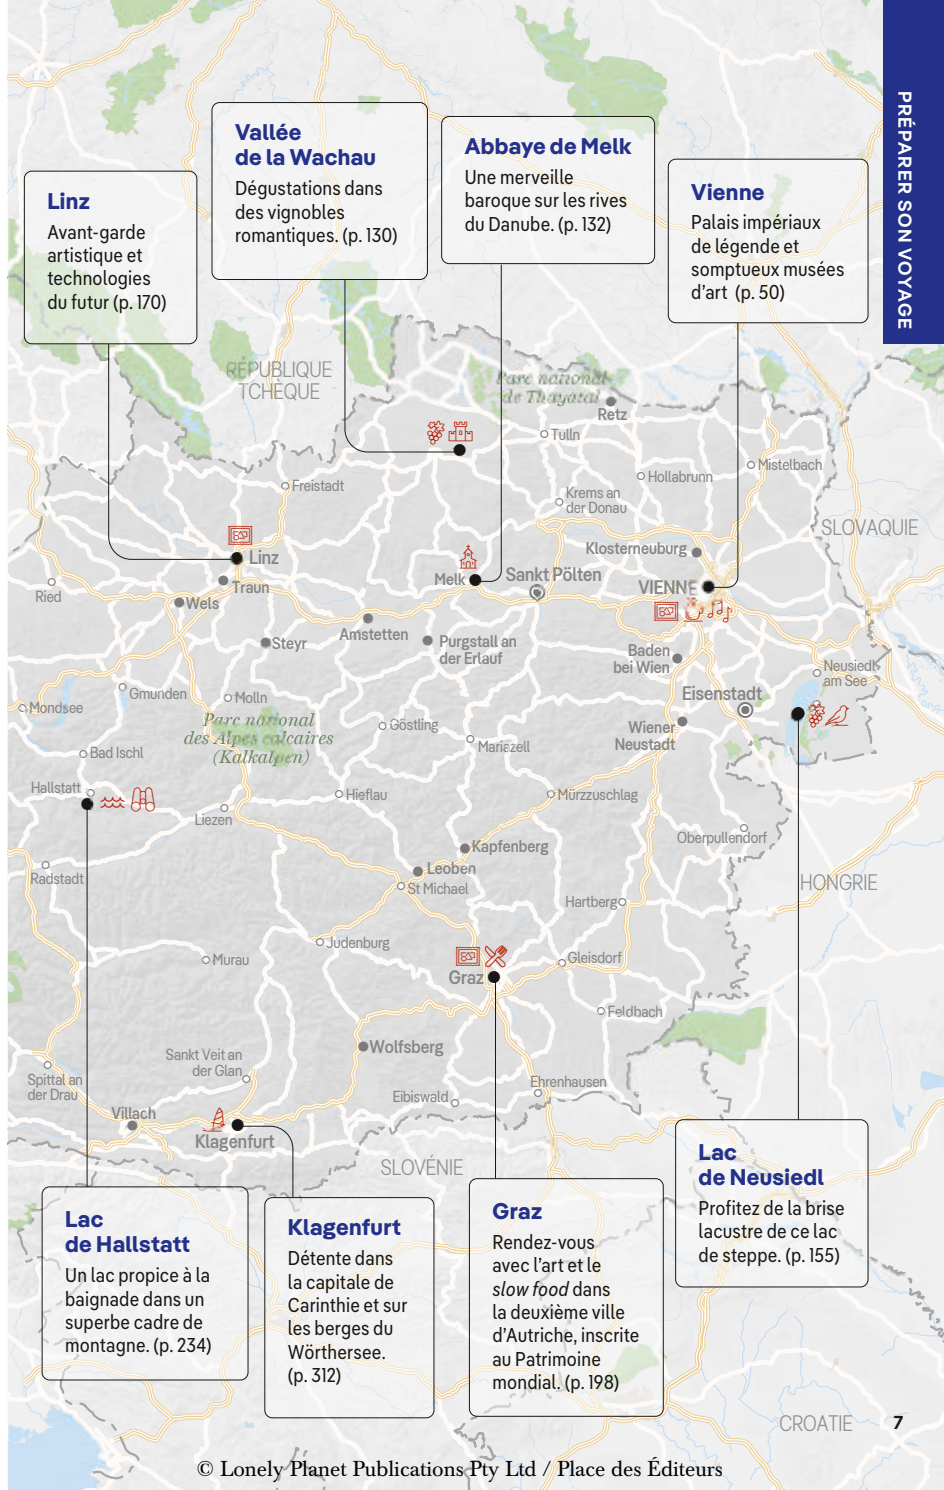 PRÉPARER SON VOYAGE
Vallée
de la Wachau
Dégustations dans
des vignobles
romantiques. (p. 130)
Abbaye de Melk
Une merveille
baroque sur les rives
du Danube. (p. 132)
Vienne
Palais impériaux
de légende et
somptueux musées
d’art (p. 50)
Linz
Avant-garde
artistique et
technologies
du futur (p. 170)
RÉPUBLIQUE
TCHÈQUE
Parc national
de Thayatal
Retz
Tulln
Mistelbach
Hollabrunn
Freistadt
Krems an
der Donau
SLOVAQUIE
Klosterneuburg
Linz
Melk
Sankt Pölten
VIENNE
Traun
Ried
Wels
Amstetten
Steyr
Purgstall an
der Erlauf
Baden
bei Wien
Neusiedl
am See
Eisenstadt
Gmunden
Molln
Mondsee
Parc national
des Alpes calcaires
(Kalkalpen)
Göstling
Wiener
Neustadt
Mariazell
Bad Ischl
Hallstatt
Hieflau
Mürzzuschlag
Liezen
Oberpullendorf
Kapfenberg
Leoben
St Michael
Radstadt
HONGRIE
Hartberg
Judenburg
Murau
Gleisdorf
Graz
Feldbach
Wolfsberg
Sankt Veit an
der Glan
Spittal an
der Drau
Ehrenhausen
Eibiswald
Villach
Klagenfurt
SLOVÉNIE
Lac
de Neusiedl
Profitez de la brise
lacustre de ce lac
de steppe. (p. 155)
Lac
de Hallstatt
Un lac propice à la
baignade dans un
superbe cadre de
montagne. (p. 234)
Klagenfurt
Détente dans
la capitale de
Carinthie et sur
les berges du
Wörthersee.
(p. 312)
Graz
Rendez-vous
avec l’art et le
slow food dans
la deuxième ville
d’Autriche, inscrite
au Patrimoine
mondial. (p. 198)
CROATIE
7
© Lonely Planet Publications Pty Ltd / Place des Éditeurs